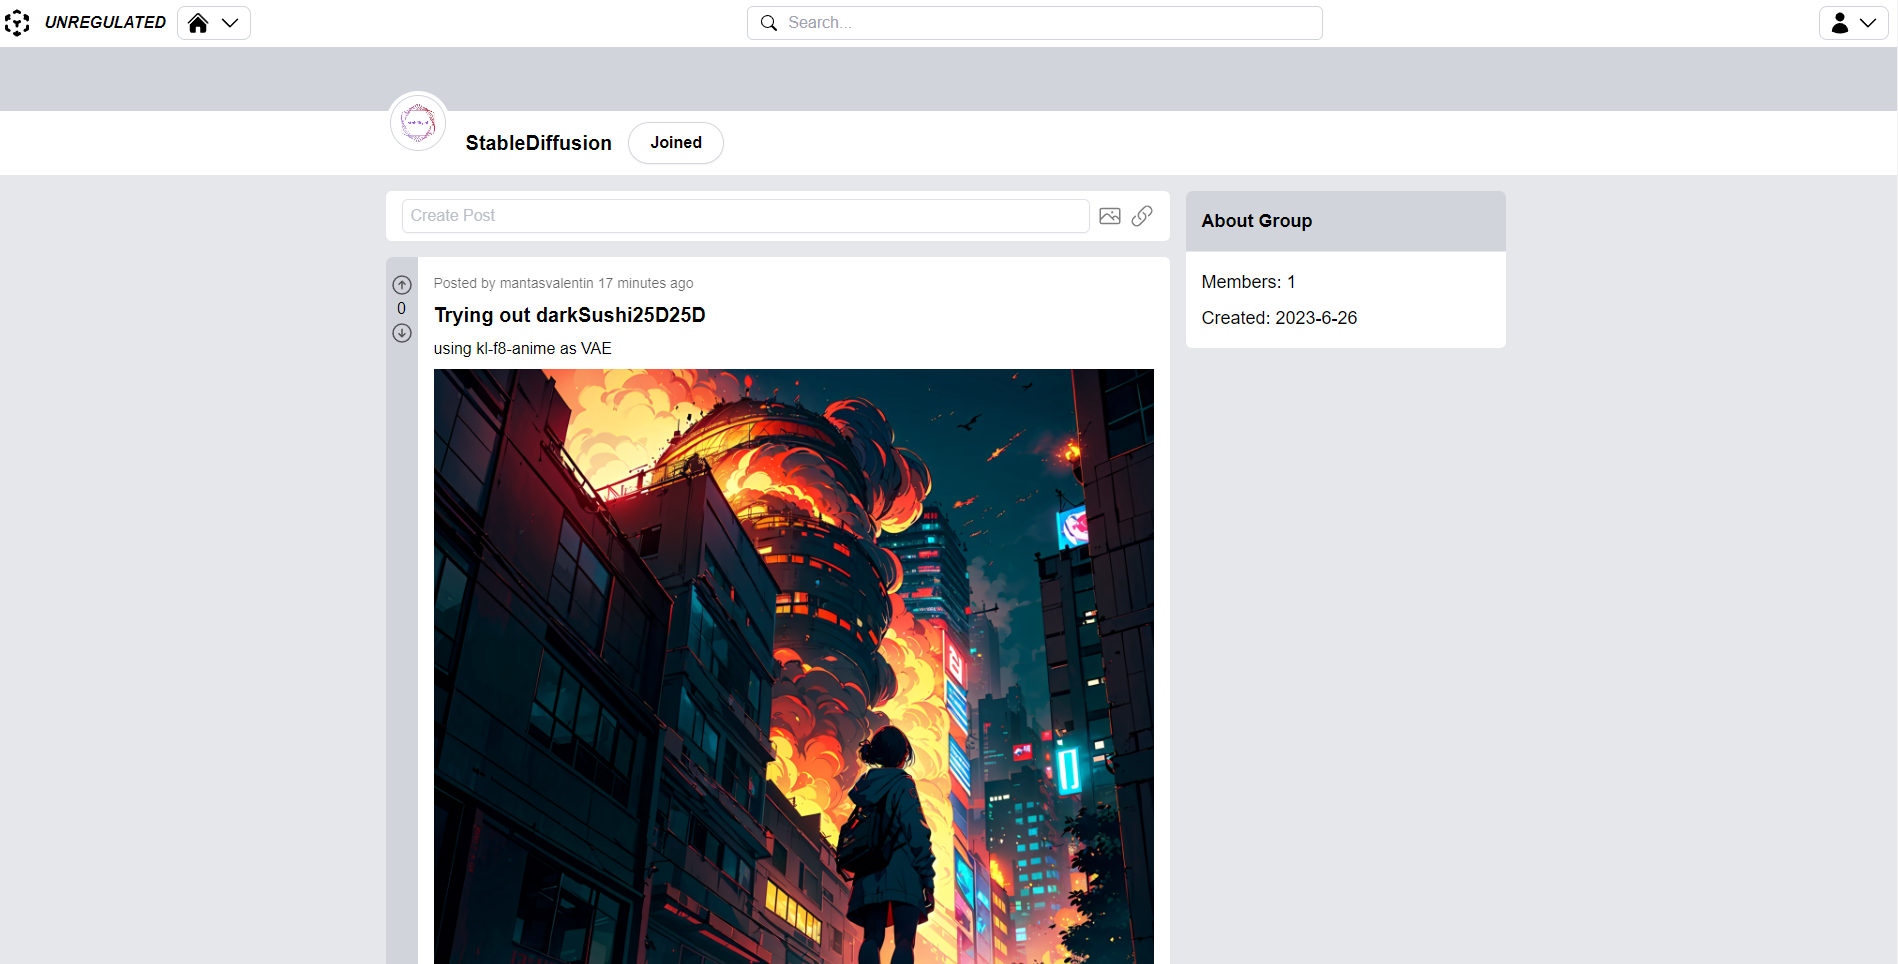 UNREGULATED
Search...
StableDiffusion
Joined
Create Post
About Group
Members: 1
Created: 2023-6-26
Posted by mantasvalentin 17 minutes ago
0
Trying out darkSushi25D25D
using kl-f8-anime as VAE